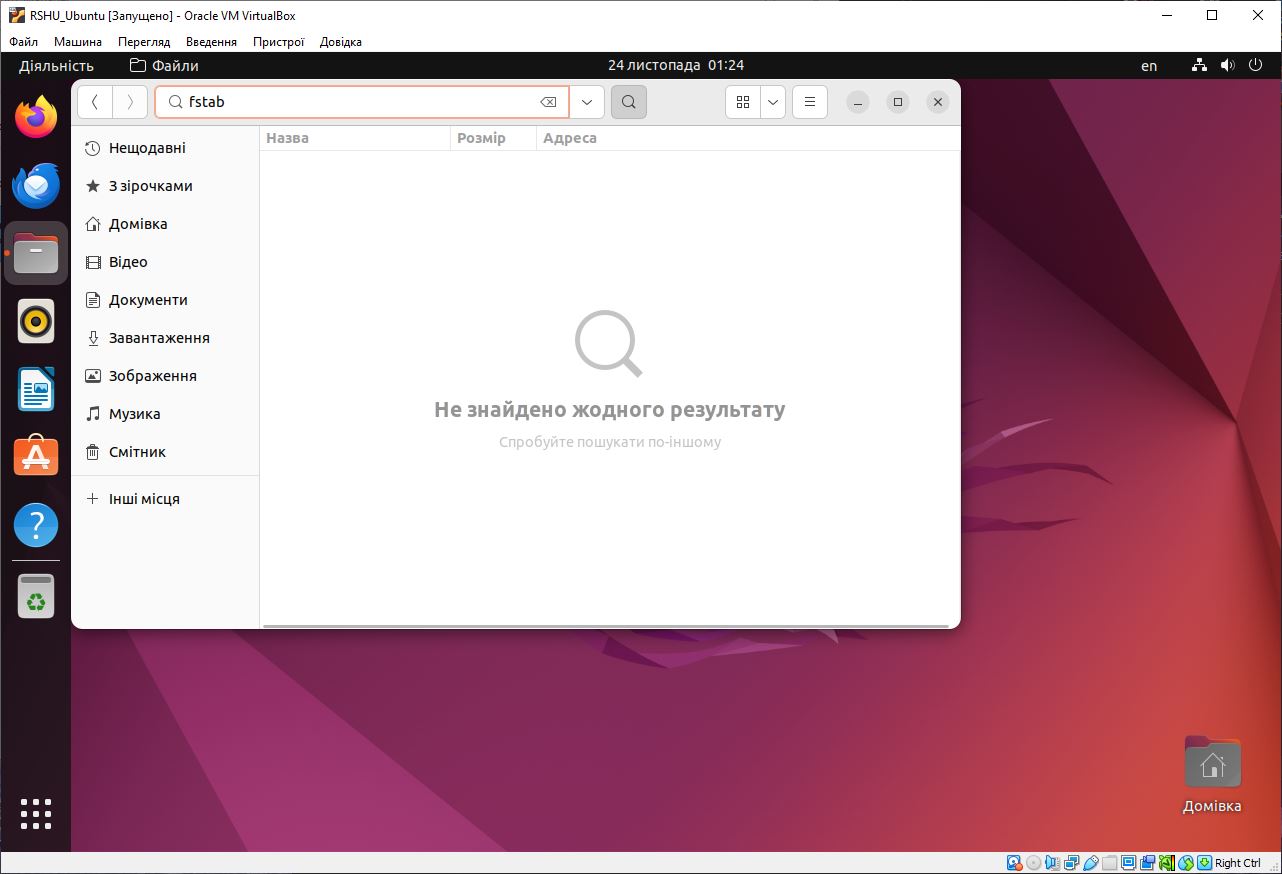 RSHU_Ubuntu [Запущено] - Oracle VM VirtualBox
Файл Машина Перегляд Введення Пристрої Довідка
Діяльність Файли 24 листопада 01:24 en
fstab
Назва Розмір Адреса
Нещодавні
З зірочками
Домівка
Відео
Документи
Завантаження
Зображення
Музика
Смітник
Інші місця
Не знайдено жодного результату
Спробуйте пошукати по-іншому
Домівка
Right Ctrl